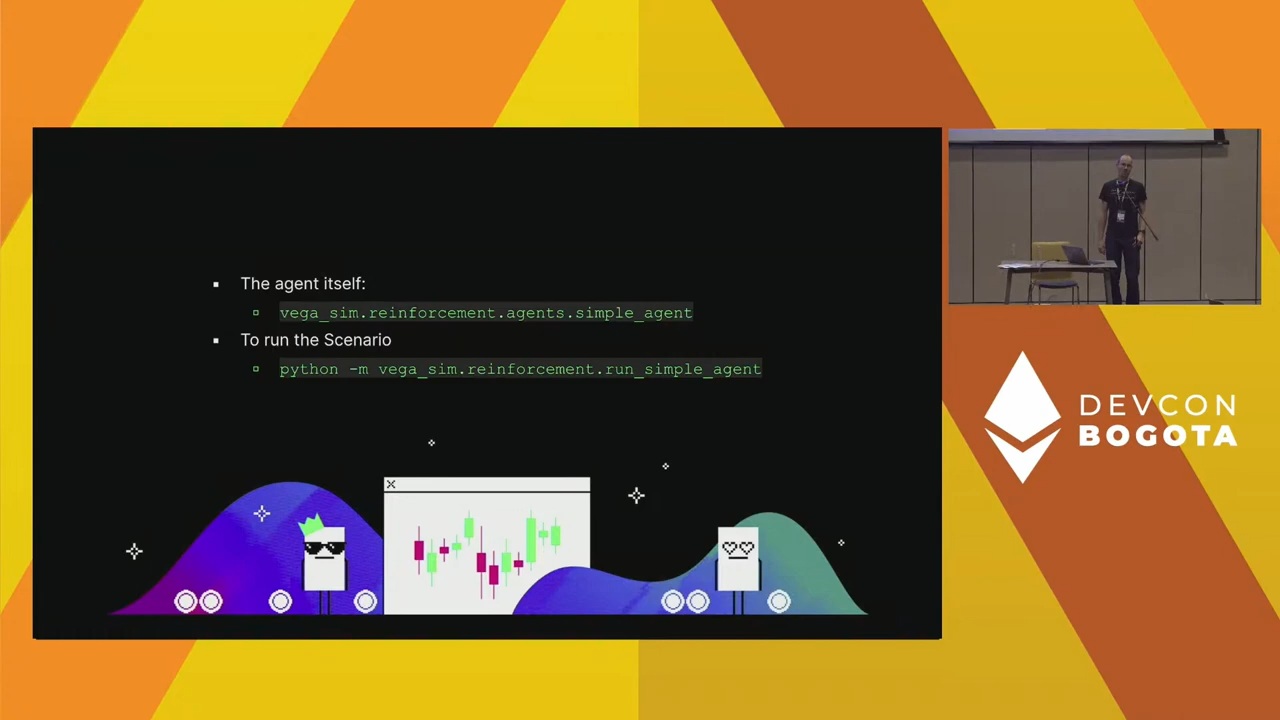 The agent itself:
vega_sim.reinforcement.agents.simple_agent
To run the Scenario
python -m vega_sim.reinforcement.run_simple_agent
DEVCON
BOGOTA